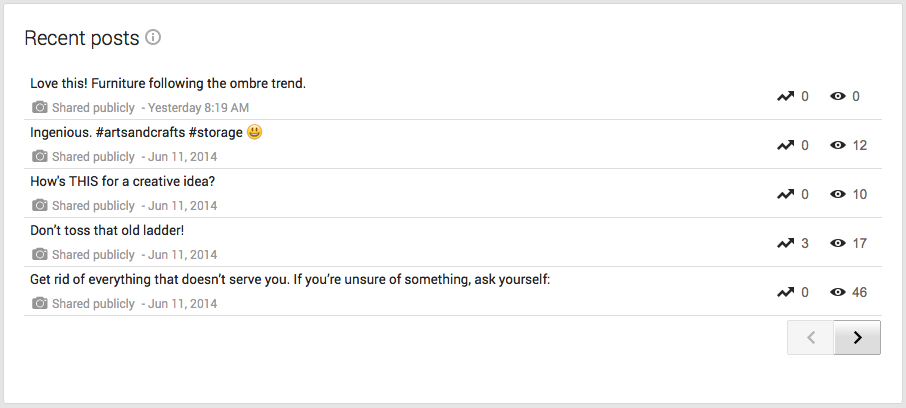 Recent posts
Love this! Furniture following the ombre trend.
Shared publicly - Yesterday 8:19 AM
0 0
Ingenious. #artsandcrafts #storage 😃
Shared publicly - Jun 11, 2014
0 12
How's THIS for a creative idea?
Shared publicly - Jun 11, 2014
0 10
Don't toss that old ladder!
Shared publicly - Jun 11, 2014
3 17
Get rid of everything that doesn't serve you. If you're unsure of something, ask yourself:
Shared publicly - Jun 11, 2014
0 46